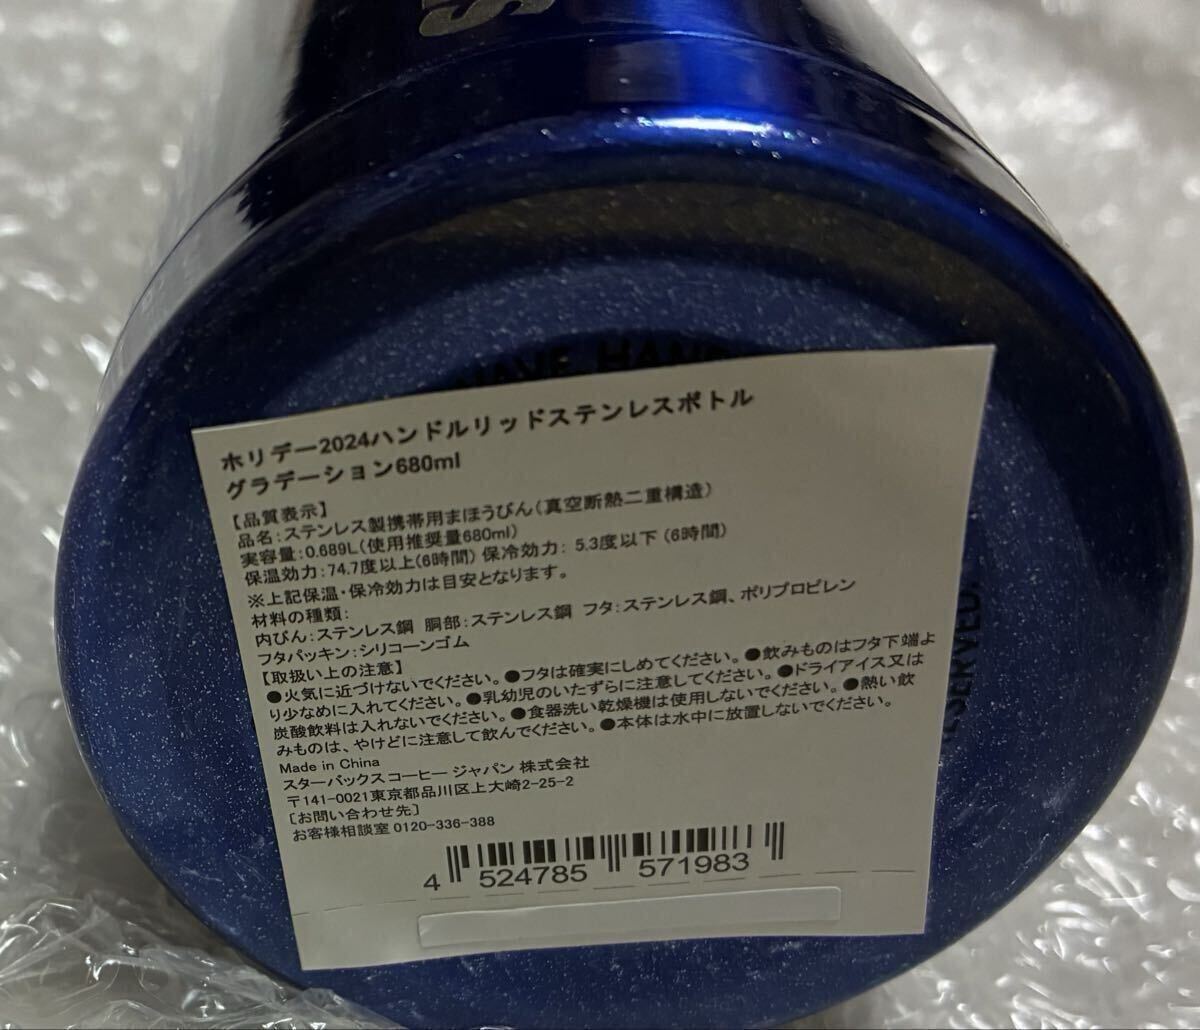 HAVE HAND
ホリデー2024ハンドルリッドステンレスボトル
グラデーション680ml
【品質表示】
品名:ステンレス製携帯用まほうびん(真空断熱二重構造)
実容量:0.689L(使用推奨量680ml)
保温効力:74.7度以上(6時間) 保冷効力: 5.3度以下 (6時間)
※上記保温・保冷効力は目安となります。
材料の種類:
内びん:ステンレス鋼 胴部:ステンレス鋼 フタ:ステンレス鋼、ポリプロピレン
フタパッキン:シリコーンゴム
【取扱い上の注意】
●火気に近づけないでください。●フタは確実にしめてください。●飲みものはフタ下端よ
り少なめに入れてください。●乳幼児のいたずらに注意してください。●ドライアイス又は
炭酸飲料は入れないでください。●食器洗い乾燥機は使用しないでください。●熱い飲
みものは、やけどに注意して飲んでください。●本体は水中に放置しないでください。
Made in China
スターバックス コーヒー ジャパン 株式会社
〒141-0021東京都品川区上大崎2-25-2
[お問い合わせ先]
お客様相談室 0120-336-388
4 524785 571983
RESERVED.